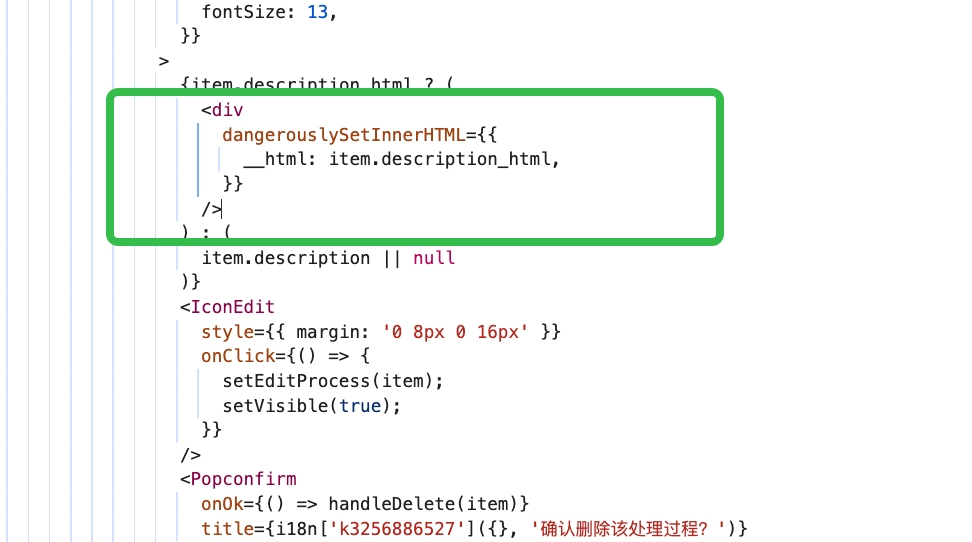 fontSize: 13,
}}
>
{item.description_html ? (
<div
dangerouslySetInnerHTML={{
__html: item.description_html,
}}
/>
) : (
item.description || null
)}
<IconEdit
style={{ margin: '0 8px 0 16px' }}
onClick={() => {
setEditProcess(item);
setVisible(true);
}}
/>
<Popconfirm
onOk={() => handleDelete(item)}
title={i18n['k3256886527']({}, '确认删除该处理过程？')}